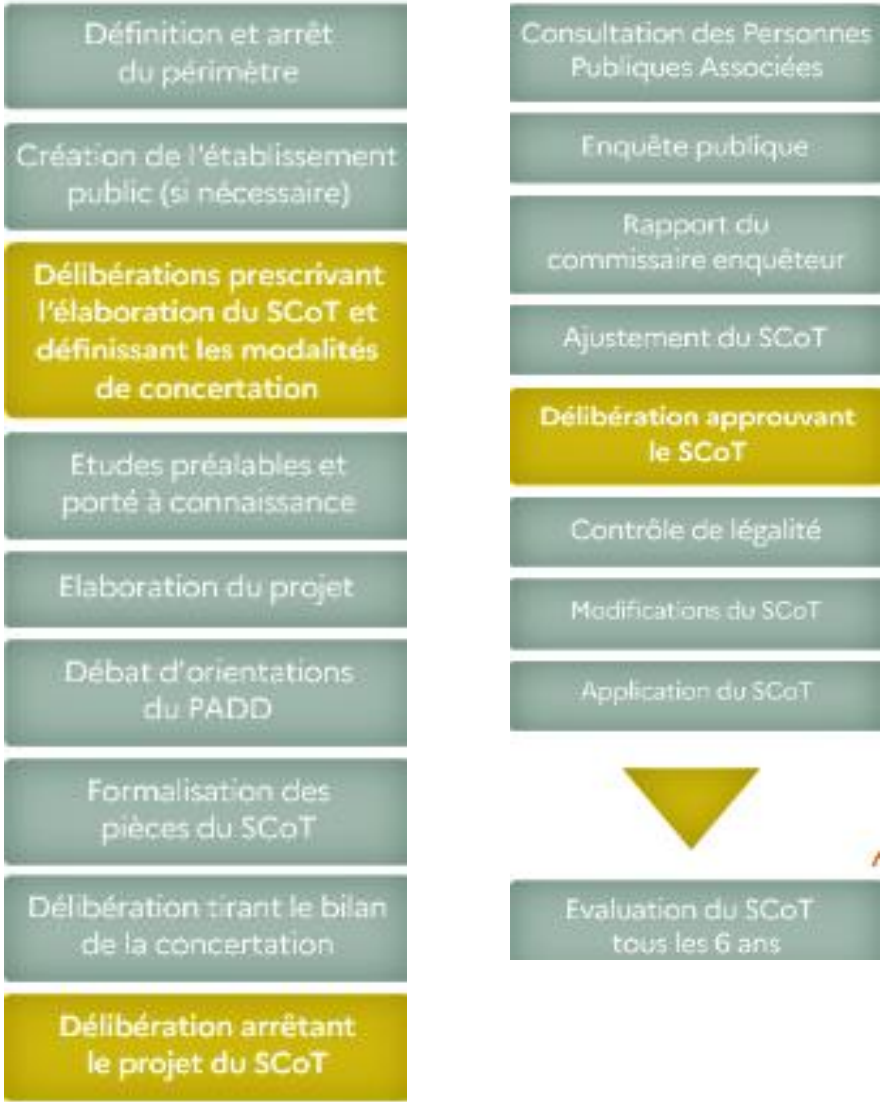 Définition et arrêt
du périmètre
Création de l'établissement
public (si nécessaire)
Délibérations prescrivant
l'élaboration du SCoT et
définissant les modalités
de concertation
Etudes préalables et
porté à connaissance
Elaboration du projet
Débat d'orientations
du PADD
Formalisation des
pièces du SCoT
Délibération tirant le bilan
de la concertation
Délibération arrêtant
le projet du SCoT
Consultation des Personnes
Publiques Associées
Enquête publique
Rapport du
commissaire enquêteur
Ajustement du SCoT
Délibération approuvant
le SCoT
Contrôle de légalité
Modifications du SCoT
Application du SCoT
Evaluation du SCoT
tous les 6 ans